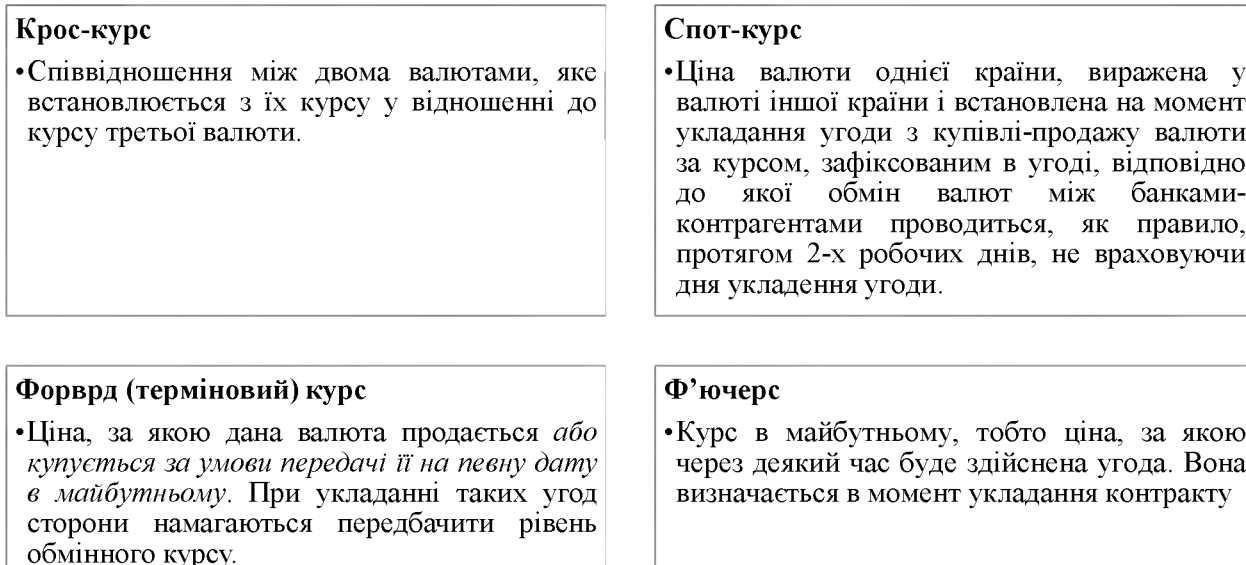 Крос-курс
•Співвідношення між двома валютами, яке
встановлюється з їх курсу у відношенні до
курсу третьої валюти.
Спот-курс
•Ціна валюти однієї країни, виражена у
валюті іншої країни і встановлена на момент
укладання угоди з купівлі-продажу валюти
за курсом, зафіксованим в угоді, відповідно
до якої обмін валют між банками-
контрагентами проводиться, як правило,
протягом 2-х робочих днів, не враховуючи
дня укладення угоди.
Форврд (терміновий) курс
•Ціна, за якою дана валюта продається або
купується за умови передачі її на певну дату
в майбутньому. При укладанні таких угод
сторони намагаються передбачити рівень
обмінного курсу.
Ф’ючерс
•Курс в майбутньому, тобто ціна, за якою
через деякий час буде здійснена угода. Вона
визначається в момент укладання контракту